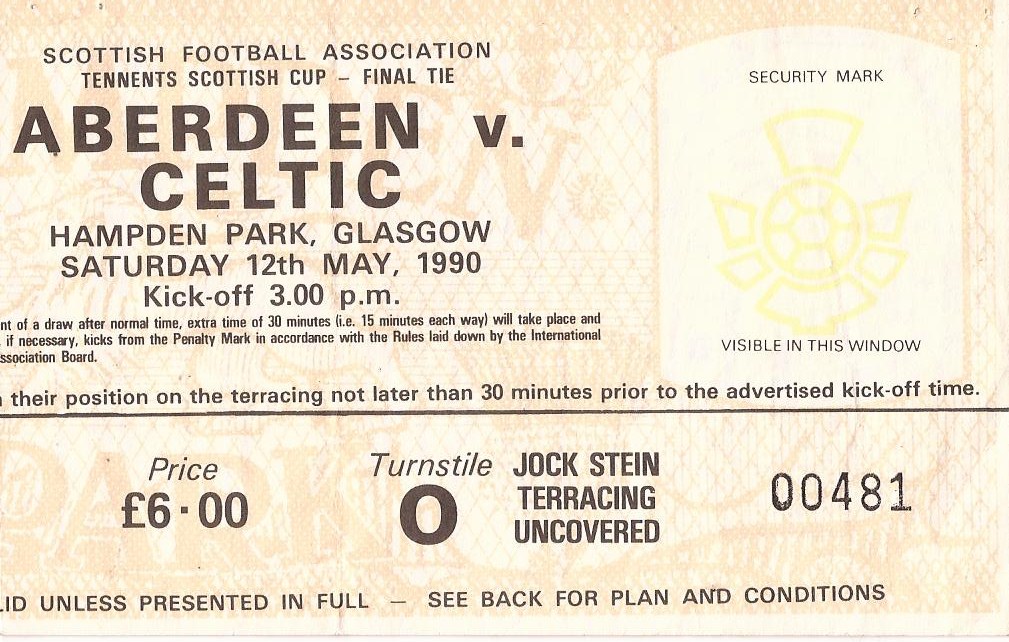 SCOTTISH FOOTBALL ASSOCIATION
TENNENTS SCOTTISH CUP – FINAL TIE
ABERDEEN v.
CELTIC
HAMPDEN PARK, GLASGOW
SATURDAY 12th MAY, 1990
Kick-off 3.00 p.m.
nt of a draw after normal time, extra time of 30 minutes (i.e. 15 minutes each way) will take place and
, if necessary, kicks from the Penalty Mark in accordance with the Rules laid down by the International
ssociation Board.
SECURITY MARK
VISIBLE IN THIS WINDOW
their position on the terracing not later than 30 minutes prior to the advertised kick-off time.
Price
£6·00
Turnstile
O
JOCK STEIN
TERRACING
UNCOVERED
00481
LID UNLESS PRESENTED IN FULL – SEE BACK FOR PLAN AND CONDITIONS